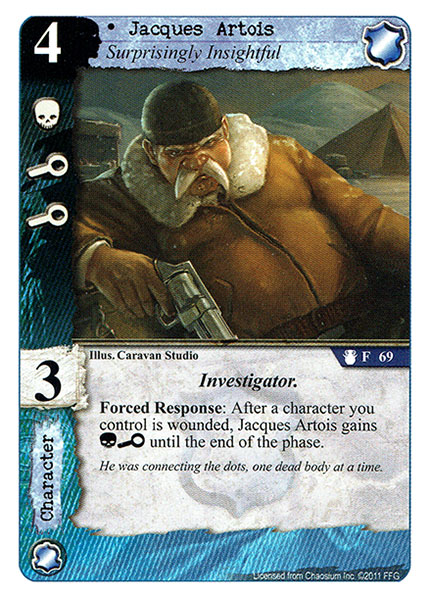 4
• Jacques Artois
Surprisingly Insightful
Illus. Caravan Studio
F 69
3
Investigator.
Forced Response: After a character you
control is wounded, Jacques Artois gains
until the end of the phase.
He was connecting the dots, one dead body at a time.
Character
Licensed from Chaosium Inc. ©2011 FFG